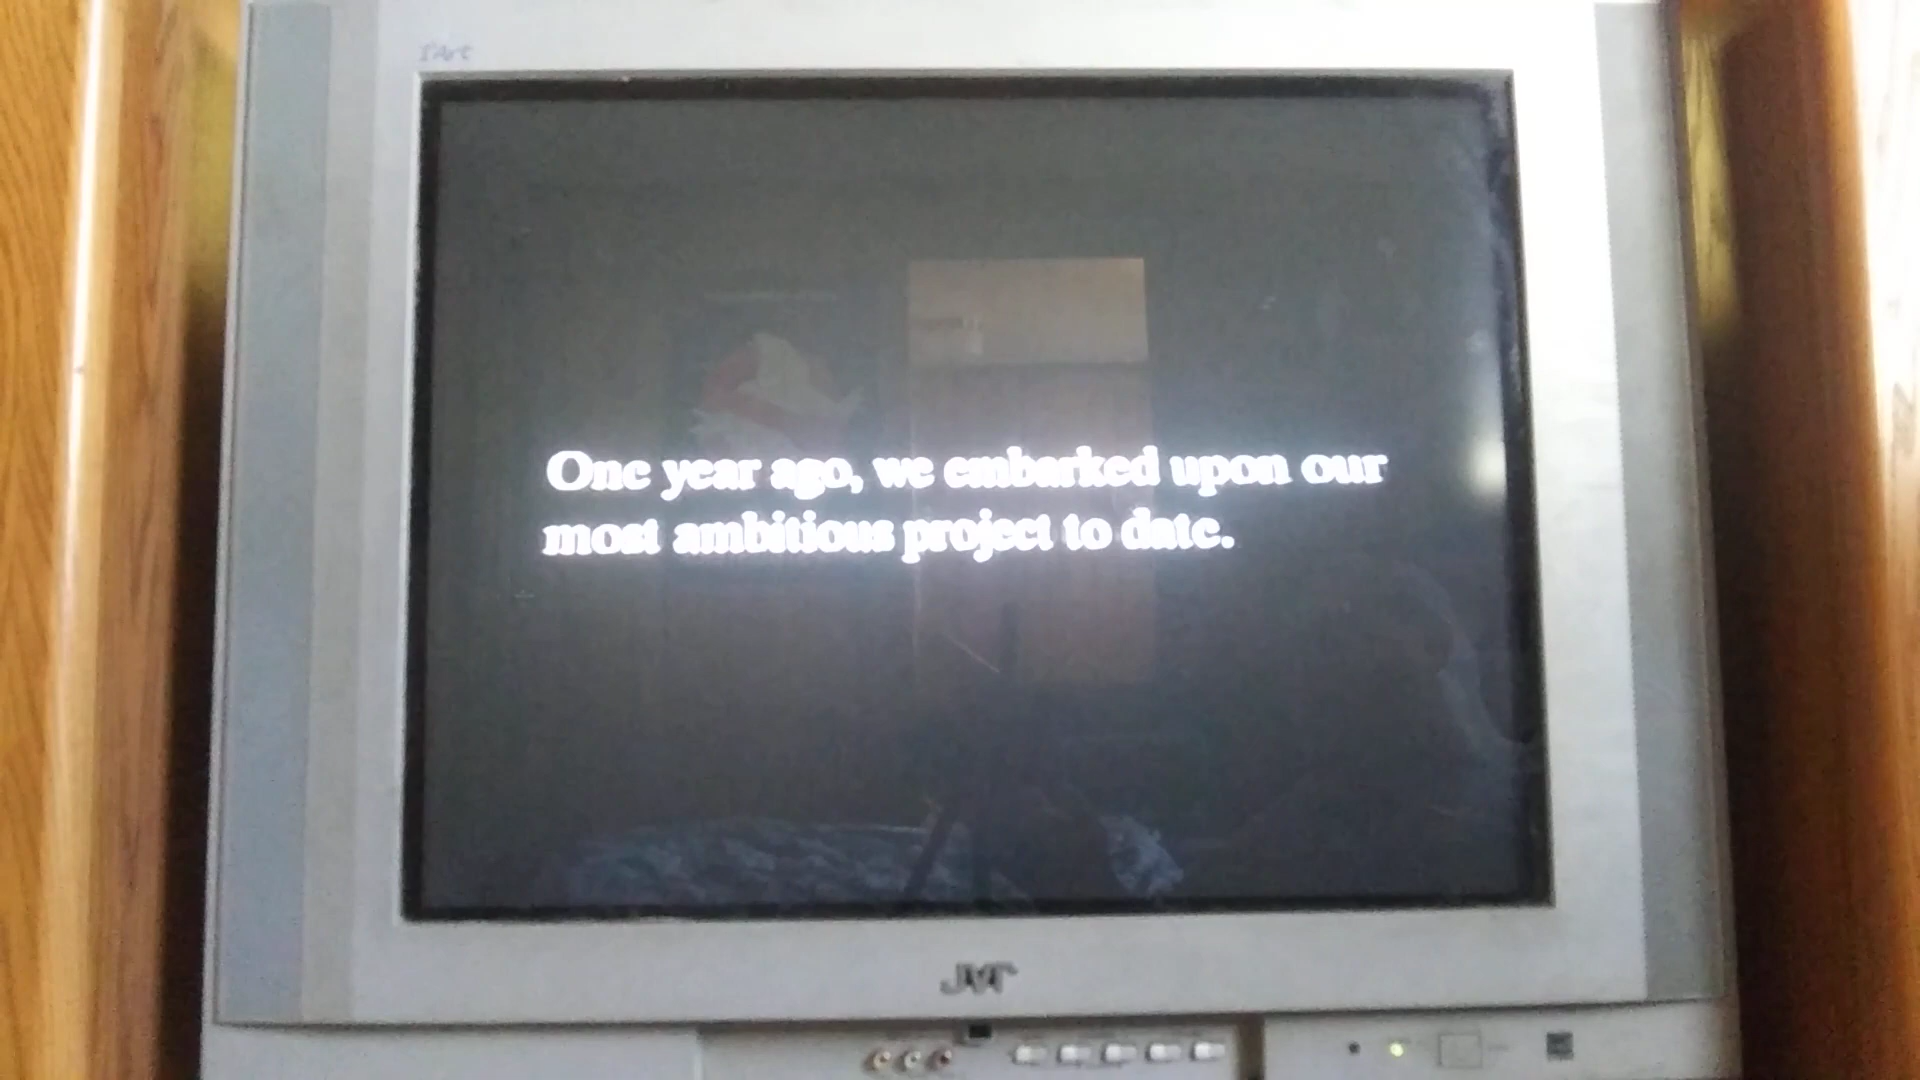 One year ago, we embarked upon our
most ambitious project to date.
JVC